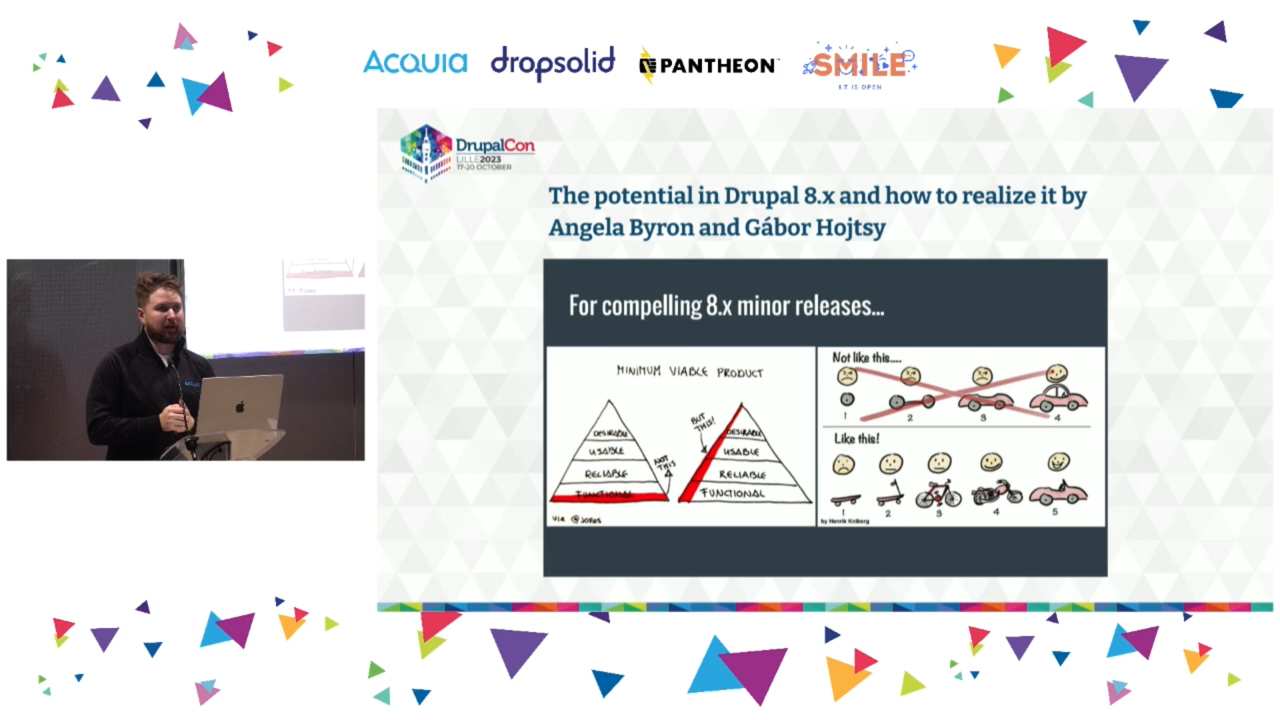 ACQUIA dropsolid PANTHEON SMILE
I.T IS OPEN
DrupalCon
LILLE 2023
17-20 OCTOBER
The potential in Drupal 8.x and how to realize it by
Angela Byron and Gábor Hojtsy
For compelling 8.x minor releases...
MINIMUM VIABLE PRODUCT
DESIRABLE
USABLE
RELIABLE
FUNCTIONAL
NOT
THIS
BUT
THIS!
DESIRABLE
USABLE
RELIABLE
FUNCTIONAL
via @jopas
Not like this....
1 2 3 4
Like this!
1 2 3 4 5
by Henrik Kniberg